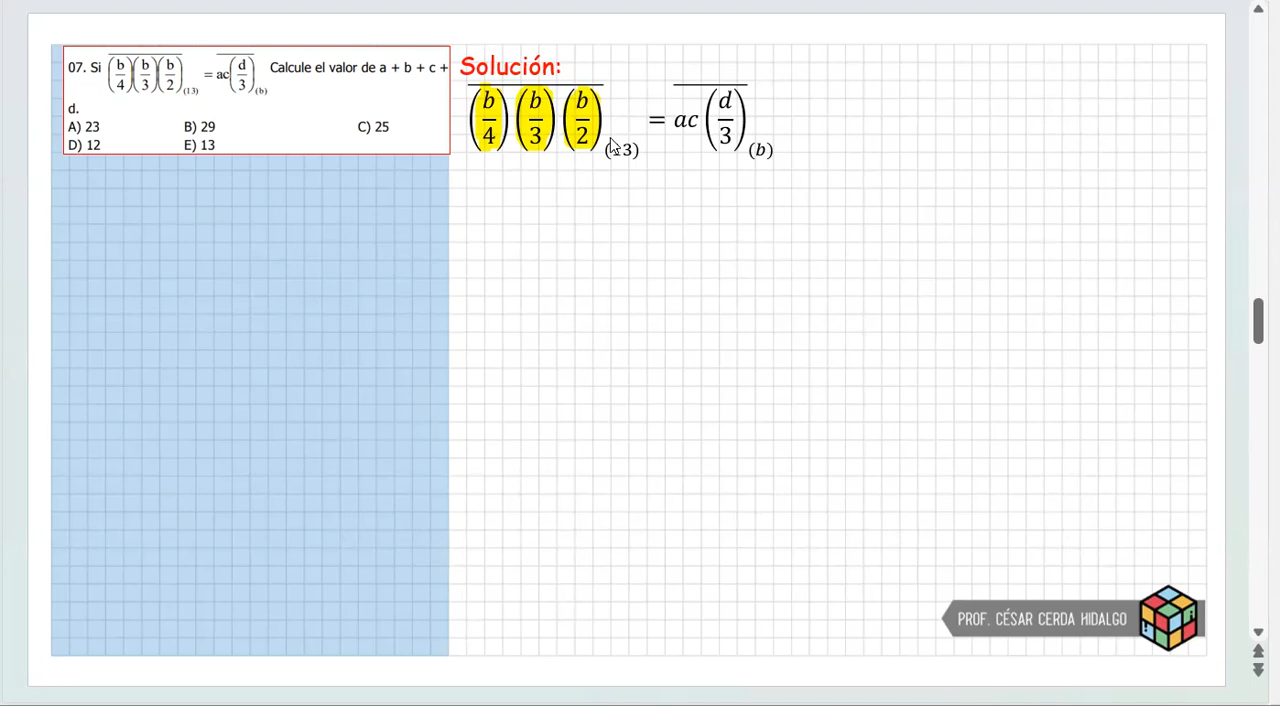 07. Si (b/4)(b/3)(b/2)(13) = ac(d/3)(b) Calcule el valor de a + b + c +
d.
A) 23 B) 29 C) 25
D) 12 E) 13
Solución:
(b/4)(b/3)(b/2)(13) = ac(d/3)(b)
PROF. CÉSAR CERDA HIDALGO